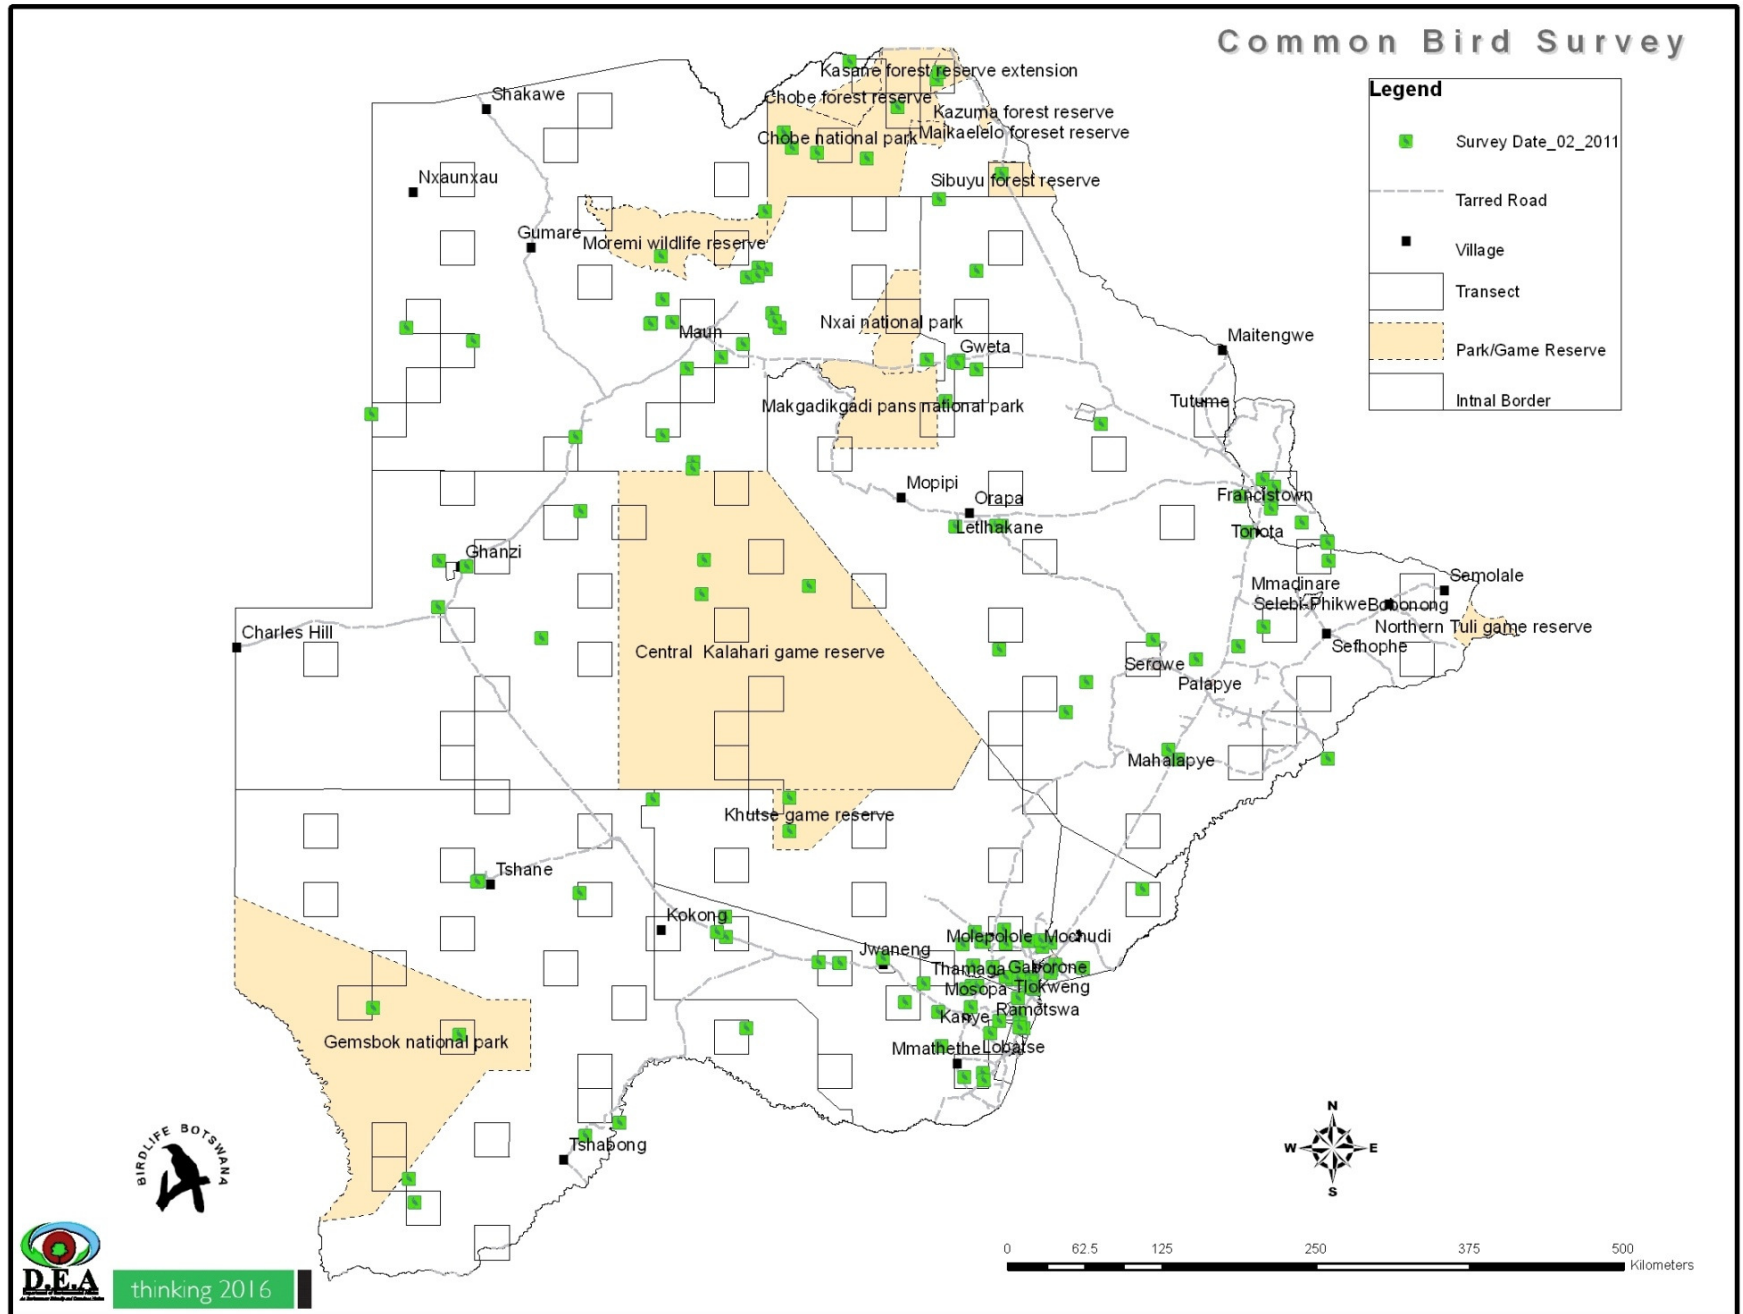 Common Bird Survey
Legend
Survey Date_02_2011
Tarred Road
Village
Transect
Park/Game Reserve
Intnal Border
Kasane forest reserve extension
Shakawe
Chobe forest reserve
Kazuma forest reserve
Maikaelelo foreset reserve
Chobe national park
Nxaunxau
Sibuyu forest reserve
Gumare
Moremi wildlife reserve
Nxai national park
Maun
Gweta
Maitengwe
Makgadikgadi pans national park
Tutume
Mopipi
Orapa
Francistown
Letlhakane
Tonota
Ghanzi
Semolale
Mmadinare
Selebi-Phikwe
Bobonong
Northern Tuli game reserve
Charles Hill
Sefhophe
Central Kalahari game reserve
Serowe
Palapye
Mahalapye
Khutse game reserve
Tshane
Kokong
Molepolole
Mochudi
Jwaneng
Thamaga
Gaborone
Mosopa
Tlokweng
Kanye
Ramotswa
Gemsbok national park
Mmathethe
Lobatse
Tshabong
BIRDLIFE BOTSWANA
N
W
E
S
D.E.A
thinking 2016
0 62.5 125 250 375 500
Kilometers